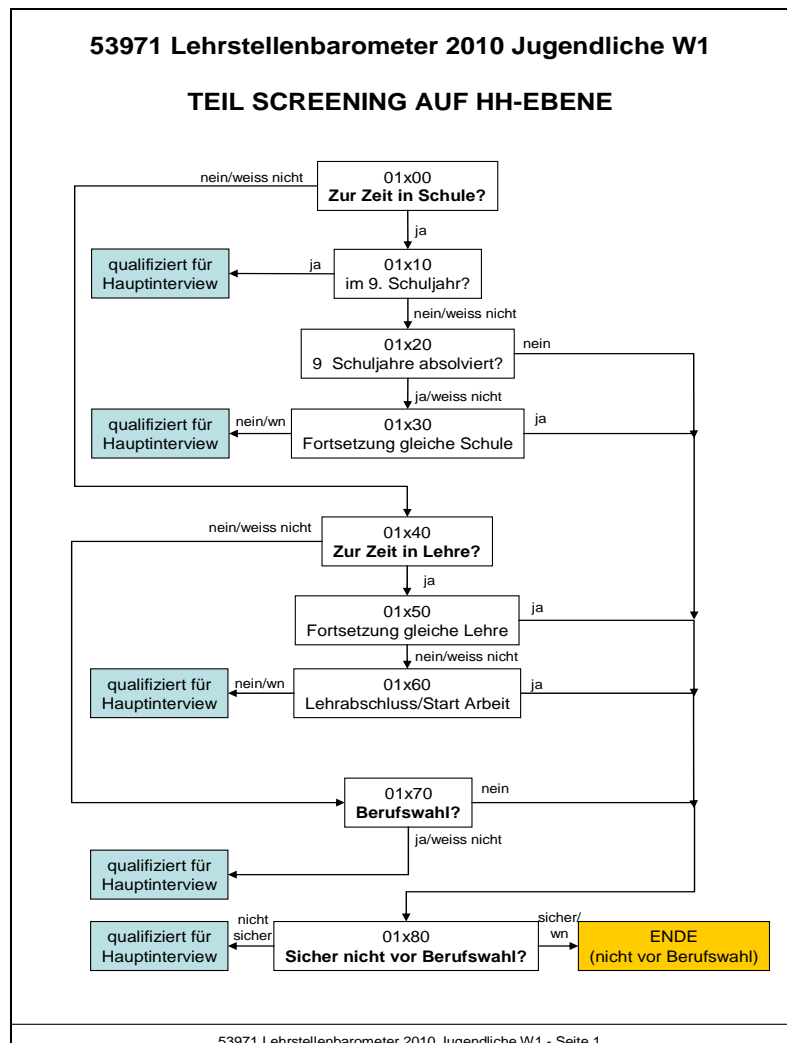 53971 Lehrstellenbarometer 2010 Jugendliche W1
TEIL SCREENING AUF HH-EBENE
nein/weiss nicht
01x00
Zur Zeit in Schule?
ja
qualifiziert für
Hauptinterview
ja
01x10
im 9. Schuljahr?
nein/weiss nicht
01x20
9 Schuljahre absolviert?
nein
ja/weiss nicht
qualifiziert für
Hauptinterview
nein/wn
01x30
Fortsetzung gleiche Schule
ja
nein/weiss nicht
01x40
Zur Zeit in Lehre?
ja
01x50
Fortsetzung gleiche Lehre
ja
nein/weiss nicht
qualifiziert für
Hauptinterview
nein/wn
01x60
Lehrabschluss/Start Arbeit
ja
01x70
Berufswahl?
nein
ja/weiss nicht
qualifiziert für
Hauptinterview
qualifiziert für
Hauptinterview
nicht
sicher
01x80
Sicher nicht vor Berufswahl?
sicher/
wn
ENDE
(nicht vor Berufswahl)
53971 Lehrstellenbarometer 2010 Jugendliche W1 - Seite 1